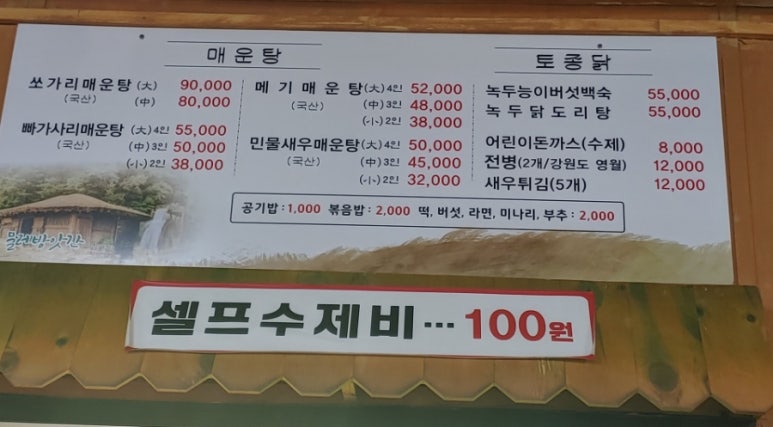 매운탕
쏘가리매운탕(大) 90,000
(국산) (中) 80,000
빠가사리매운탕(大)4인 55,000
(국산) (中)3인 50,000
(小)2인 38,000
메기매운탕(大)4인 52,000
(국산) (中)3인 48,000
(小)2인 38,000
민물새우매운탕(大)4인 50,000
(국산) (中)3인 45,000
(小)2인 32,000
토종닭
녹두능이버섯백숙 55,000
녹두닭도리탕 55,000
어린이돈까스(수제) 8,000
전병(2개/강원도 영월) 12,000
새우튀김(5개) 12,000
공기밥:1,000 볶음밥:2,000 떡, 버섯, 라면, 미나리, 부추:2,000
물레방앗간
셀프수제비…100원